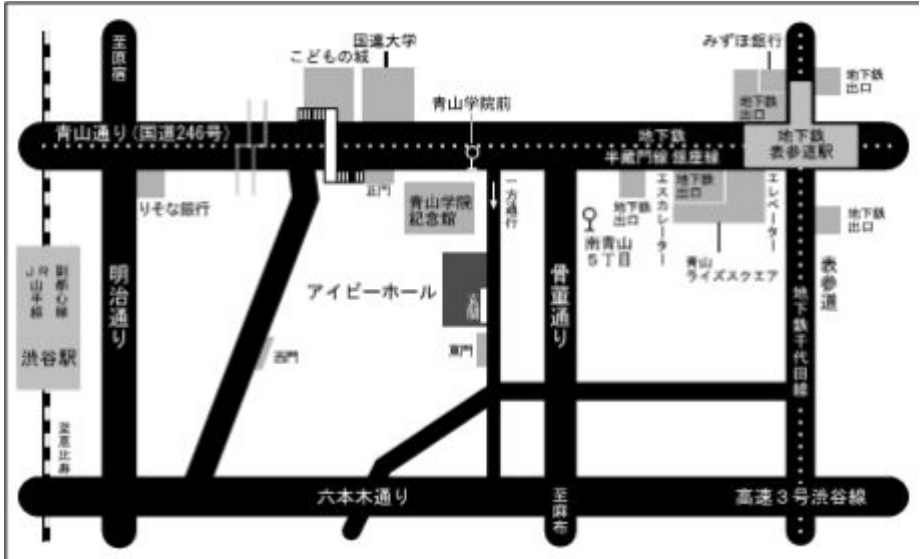 至原宿
国連大学
こどもの城
みずほ銀行
地下鉄
出口
地下鉄
出口
青山学院前
青山通り(国道246号)
地下鉄
半蔵門線 銀座線
地下鉄
表参道駅
りそな銀行
正門
青山学院
記念館
一方通行
地下鉄
出口
エスカレーター
地下鉄
出口
エレベーター
地下鉄
出口
南青山
5丁目
青山
ライズスクエア
表参道
JR
山手線
副都心線
渋谷駅
明治通り
アイビーホール
骨董通り
地下鉄千代田線
西門
東門
至恵比寿
六本木通り
至麻布
高速3号渋谷線